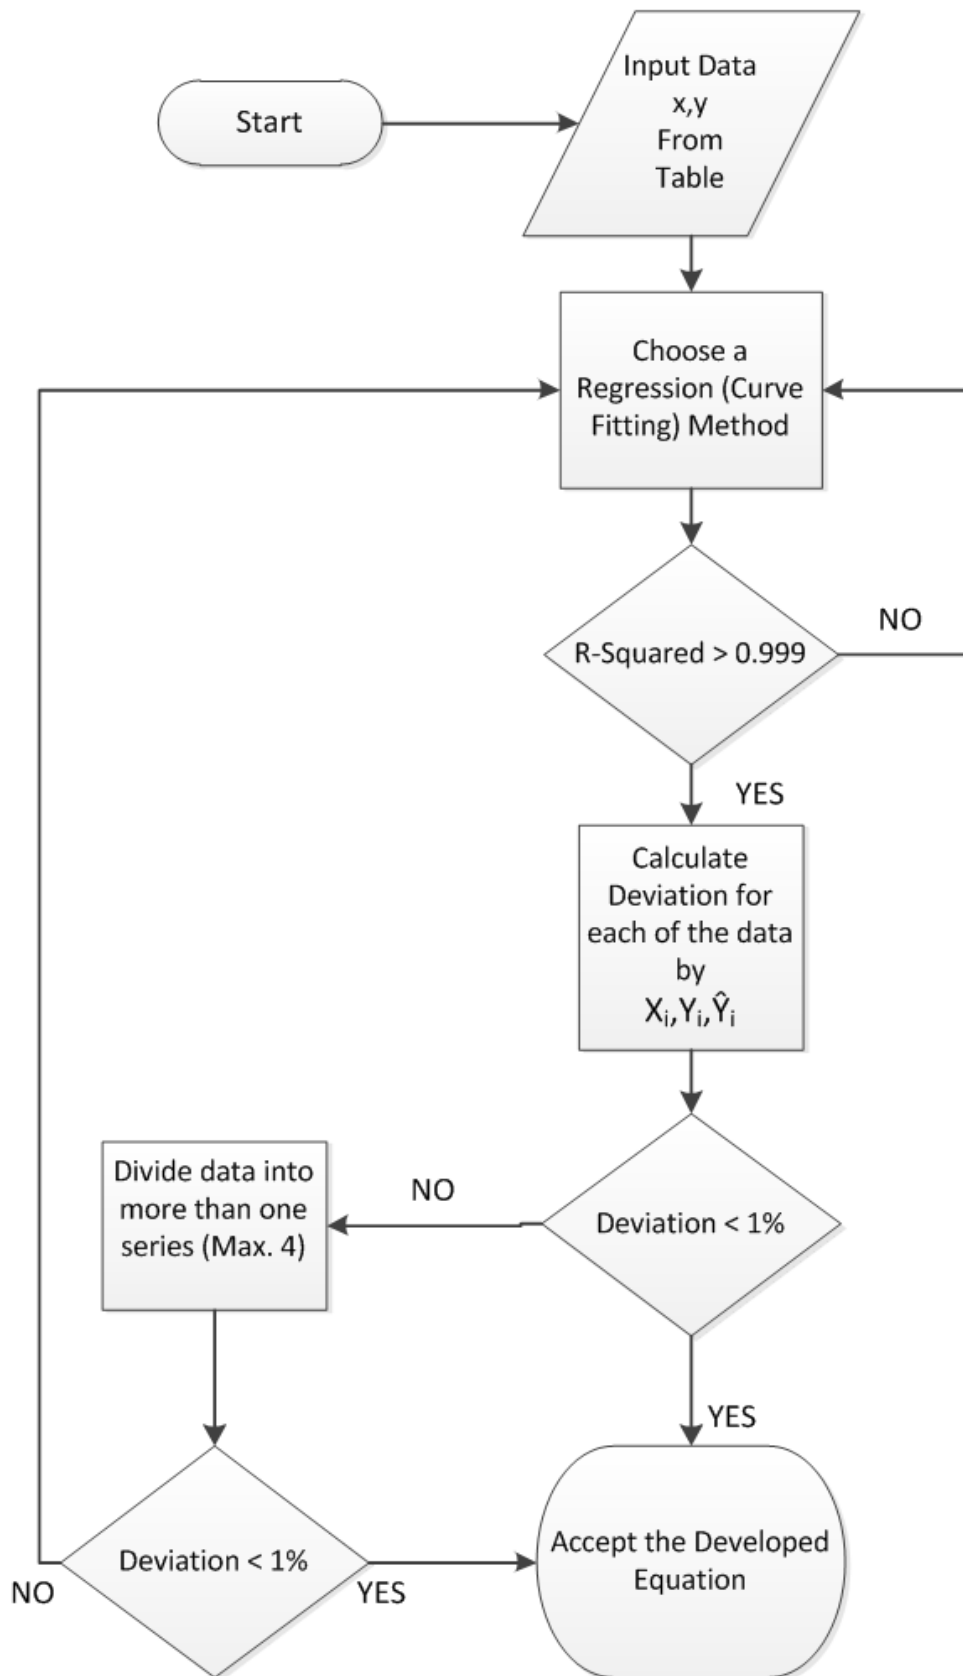 Start
Input Data
x,y
From
Table
Choose a
Regression (Curve
Fitting) Method
R-Squared > 0.999
NO
YES
Calculate
Deviation for
each of the data
by
Xᵢ,Yᵢ,Ŷᵢ
Deviation < 1%
NO
Divide data into
more than one
series (Max. 4)
YES
Deviation < 1%
NO
YES
Accept the Developed
Equation